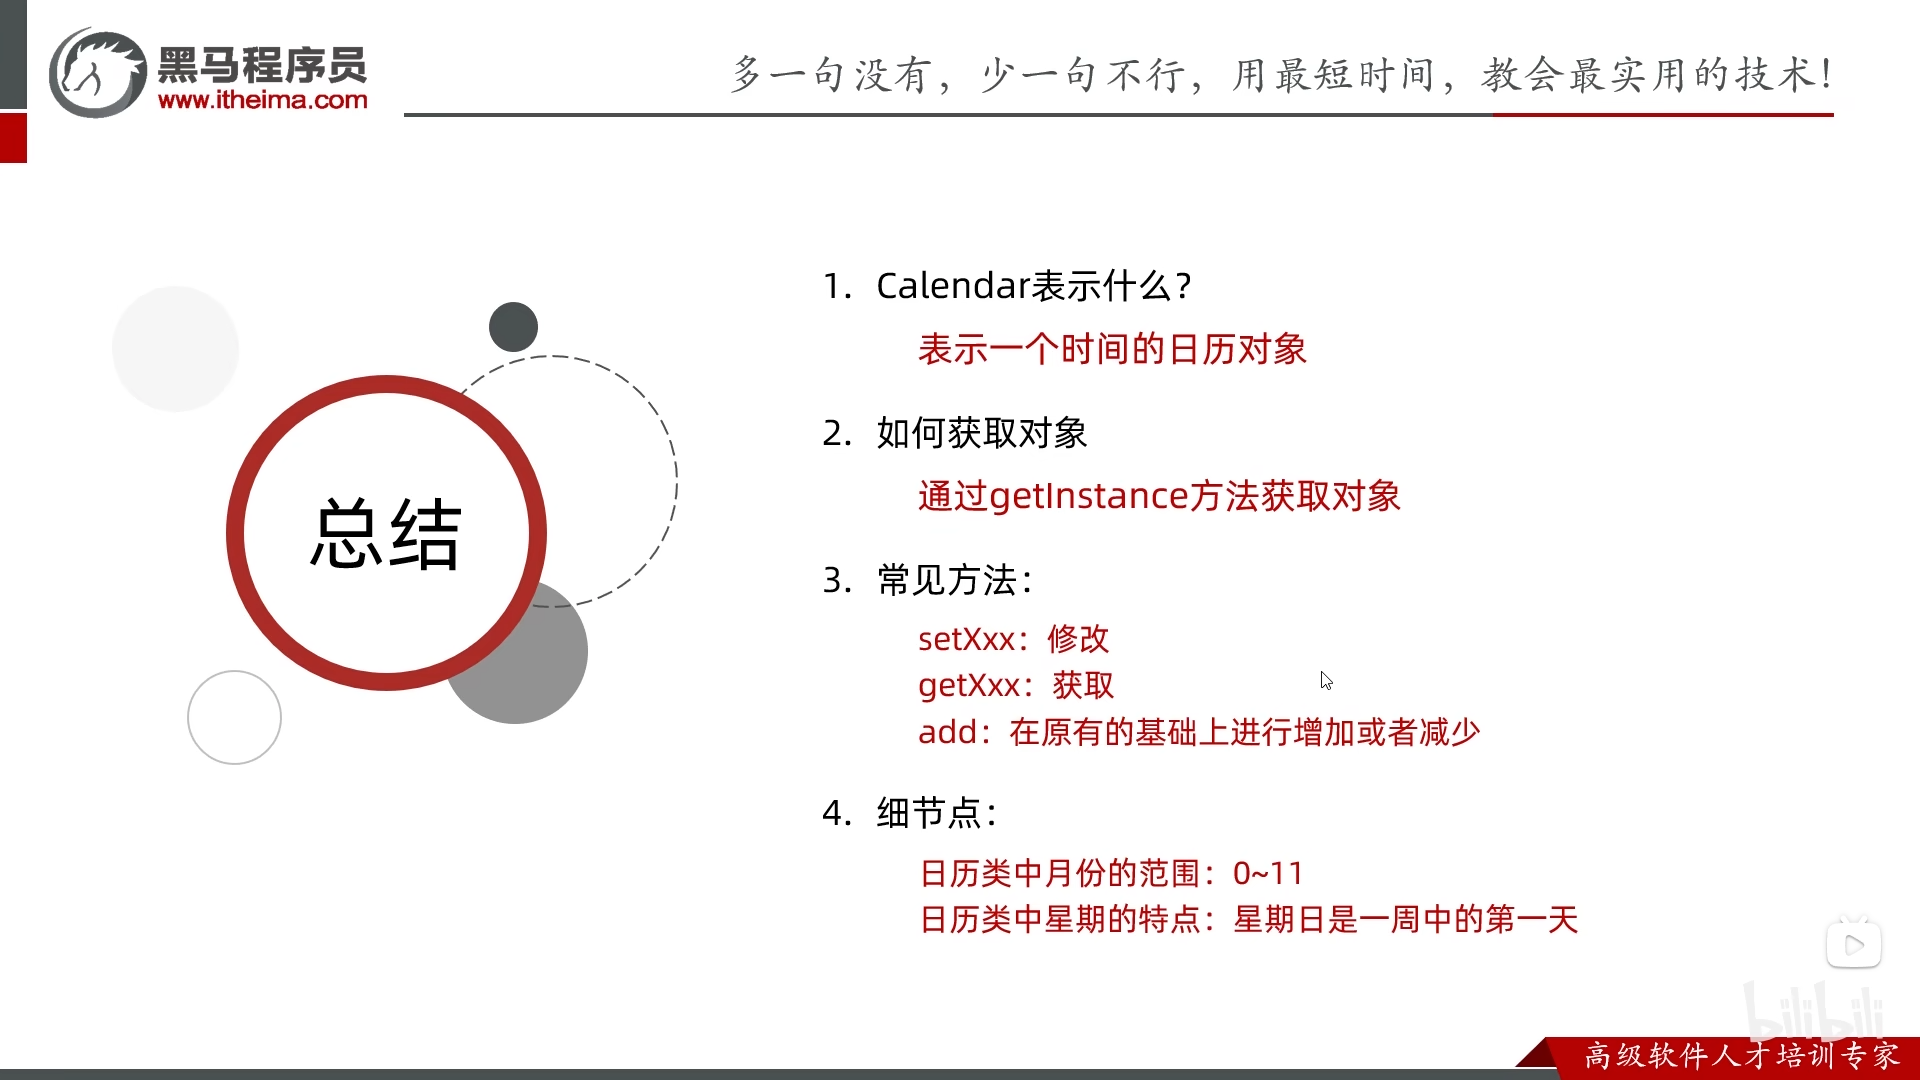 黑马程序员
www.itheima.com
多一句没有，少一句不行，用最短时间，教会最实用的技术！
总结
1. Calendar表示什么？
表示一个时间的日历对象
2. 如何获取对象
通过getInstance方法获取对象
3. 常见方法：
setXxx：修改
getXxx：获取
add：在原有的基础上进行增加或者减少
4. 细节点：
日历类中月份的范围：0~11
日历类中星期的特点：星期日是一周中的第一天
bilibili
高级软件人才培训专家